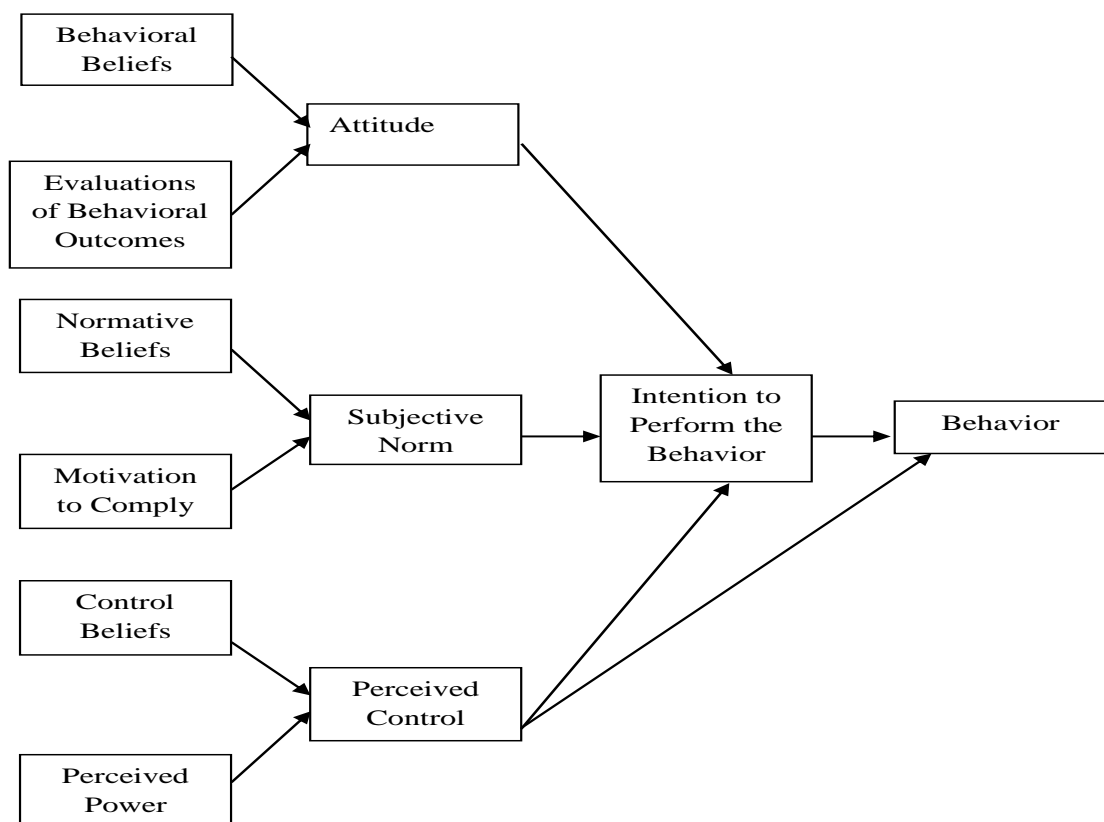 Behavioral
Beliefs
Attitude
Evaluations
of Behavioral
Outcomes
Normative
Beliefs
Subjective
Norm
Intention to
Perform the
Behavior
Behavior
Motivation
to Comply
Control
Beliefs
Perceived
Control
Perceived
Power